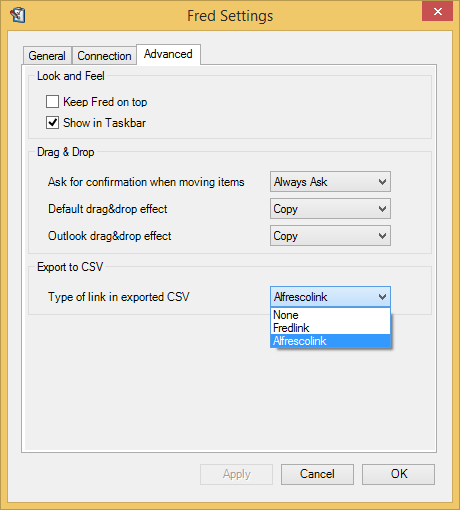 Fred Settings
General Connection Advanced
Look and Feel
Keep Fred on top
Show in Taskbar
Drag & Drop
Ask for confirmation when moving items Always Ask
Default drag&drop effect Copy
Outlook drag&drop effect Copy
Export to CSV
Type of link in exported CSV Alfrescolink
None
Fredlink
Alfrescolink
Apply Cancel OK